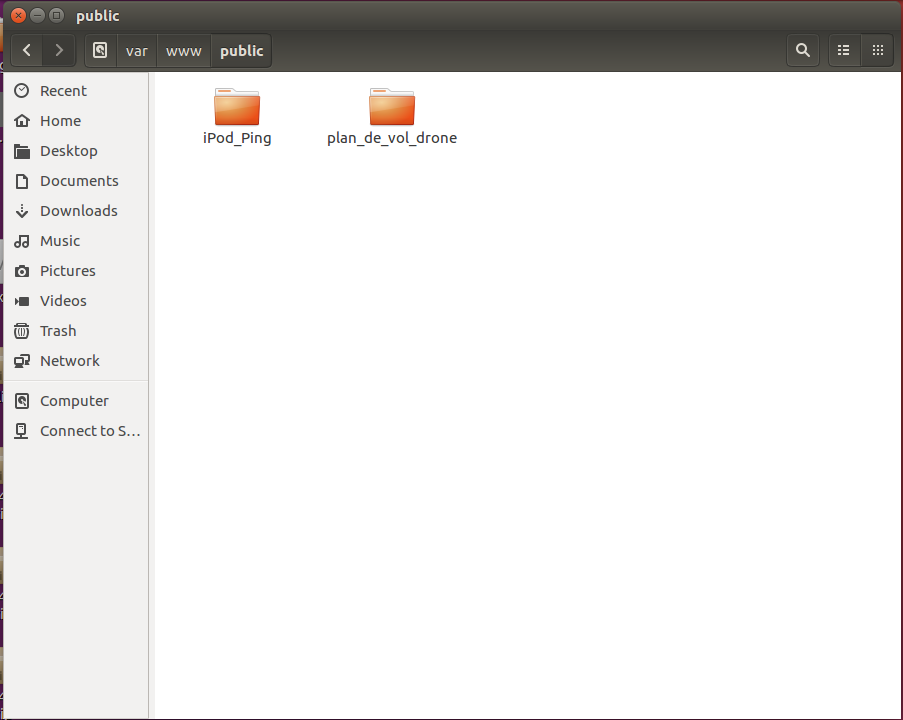 public
var www public
Recent
Home
Desktop
Documents
Downloads
Music
Pictures
Videos
Trash
Network
Computer
Connect to S...
iPod_Ping
plan_de_vol_drone